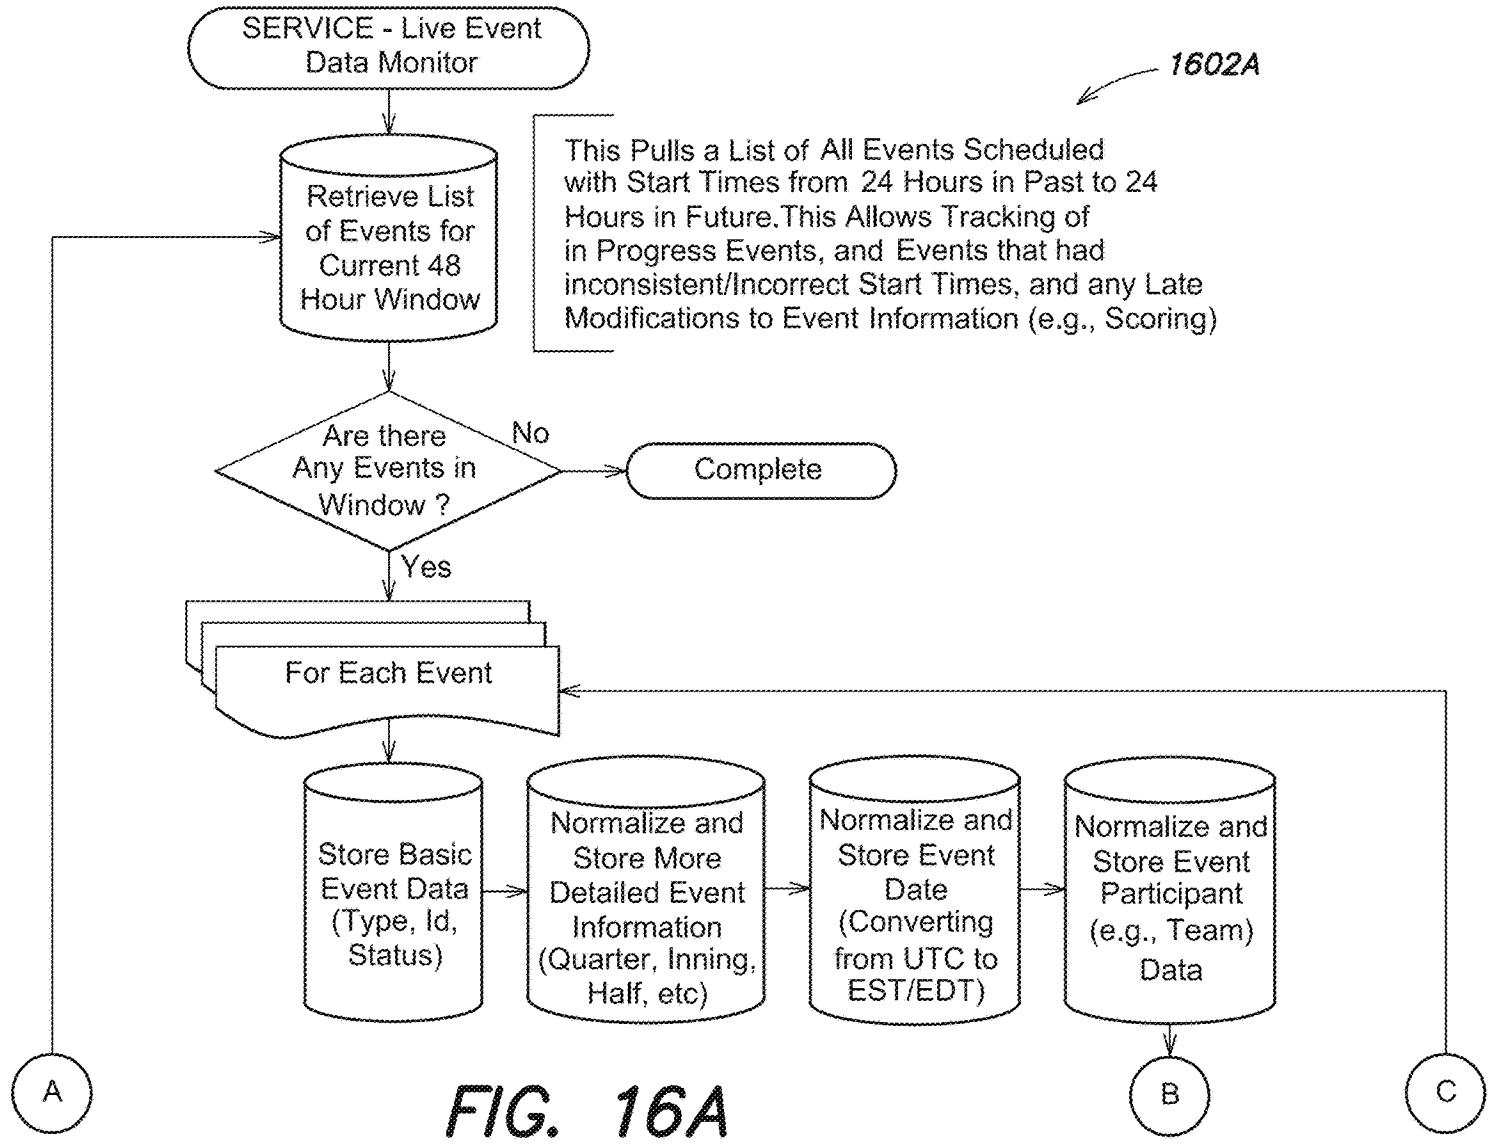 SERVICE - Live Event
Data Monitor
1602A
Retrieve List
of Events for
Current 48
Hour Window
This Pulls a List of All Events Scheduled
with Start Times from 24 Hours in Past to 24
Hours in Future.This Allows Tracking of
in Progress Events, and Events that had
inconsistent/Incorrect Start Times, and any Late
Modifications to Event Information (e.g., Scoring)
Are there
Any Events in
Window ?
No
Complete
Yes
For Each Event
Store Basic
Event Data
(Type, Id,
Status)
Normalize and
Store More
Detailed Event
Information
(Quarter, Inning,
Half, etc)
Normalize and
Store Event
Date
(Converting
from UTC to
EST/EDT)
Normalize and
Store Event
Participant
(e.g., Team)
Data
A
B
C
FIG. 16A